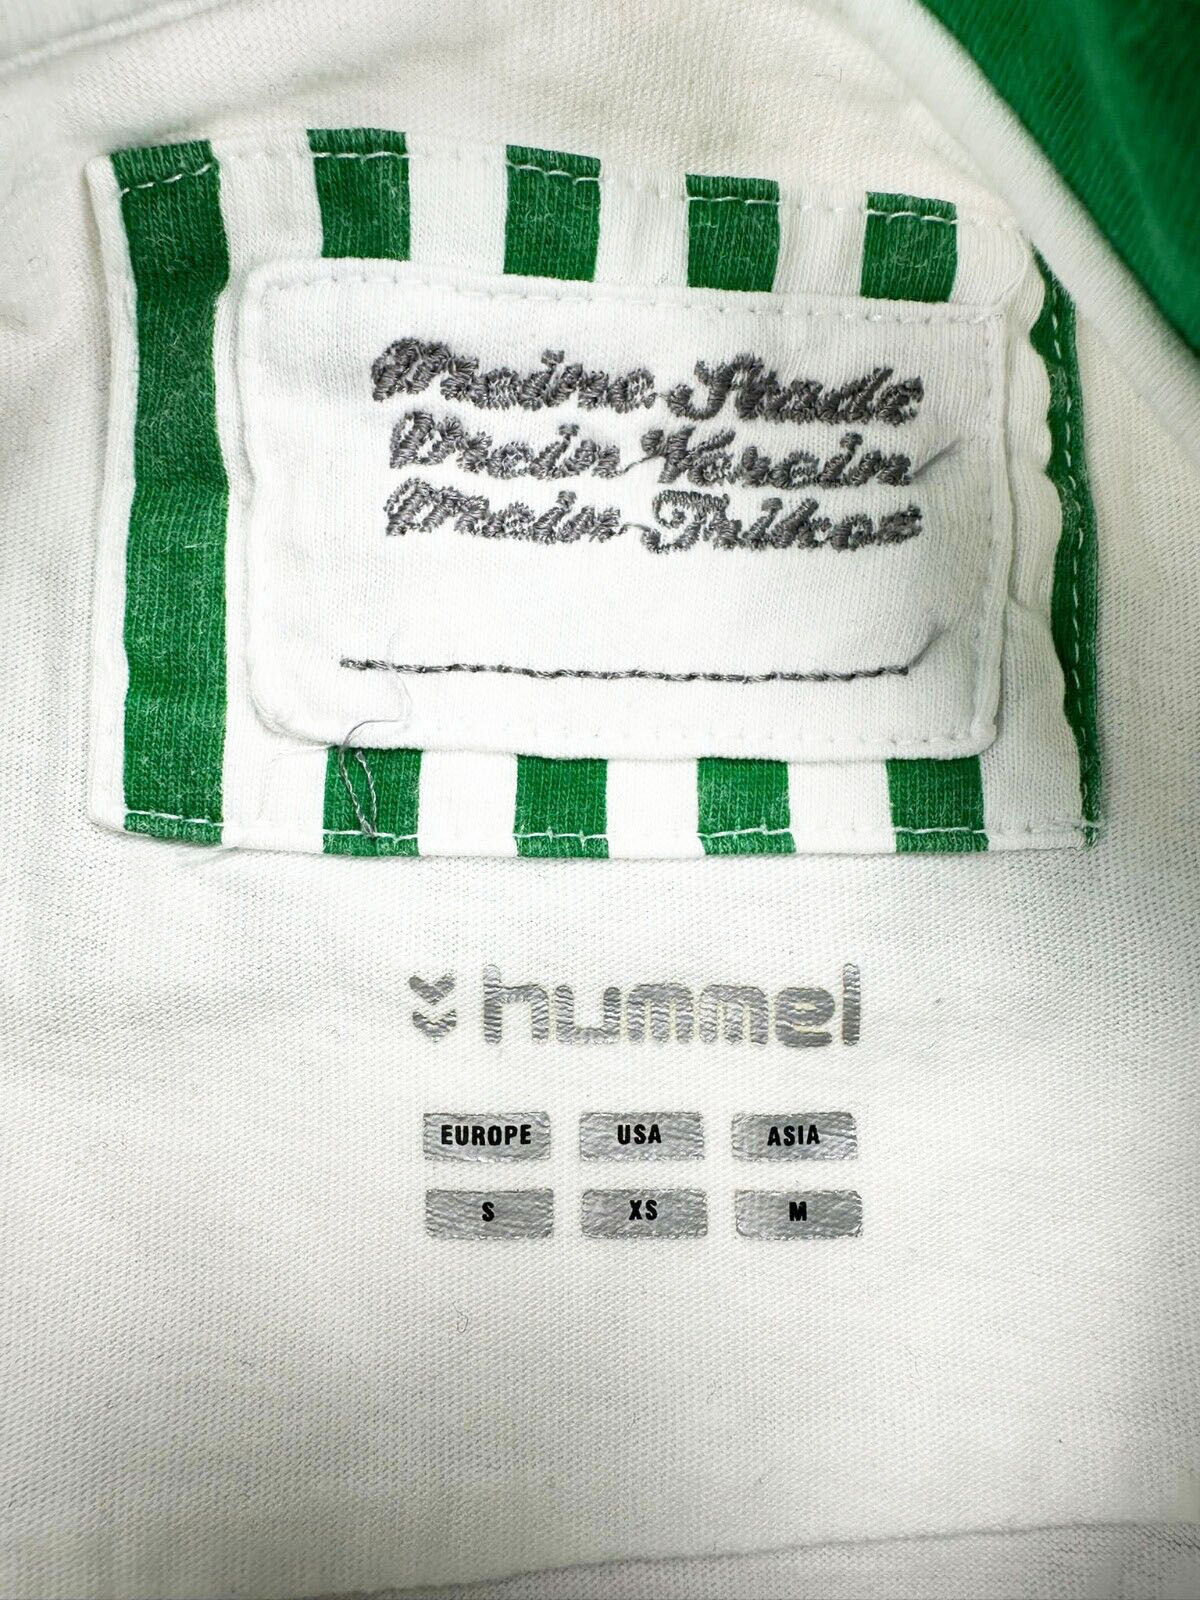 Meine Stadt
Mein Verein
Mein Trikot
hummel
EUROPE USA ASIA
S XS M